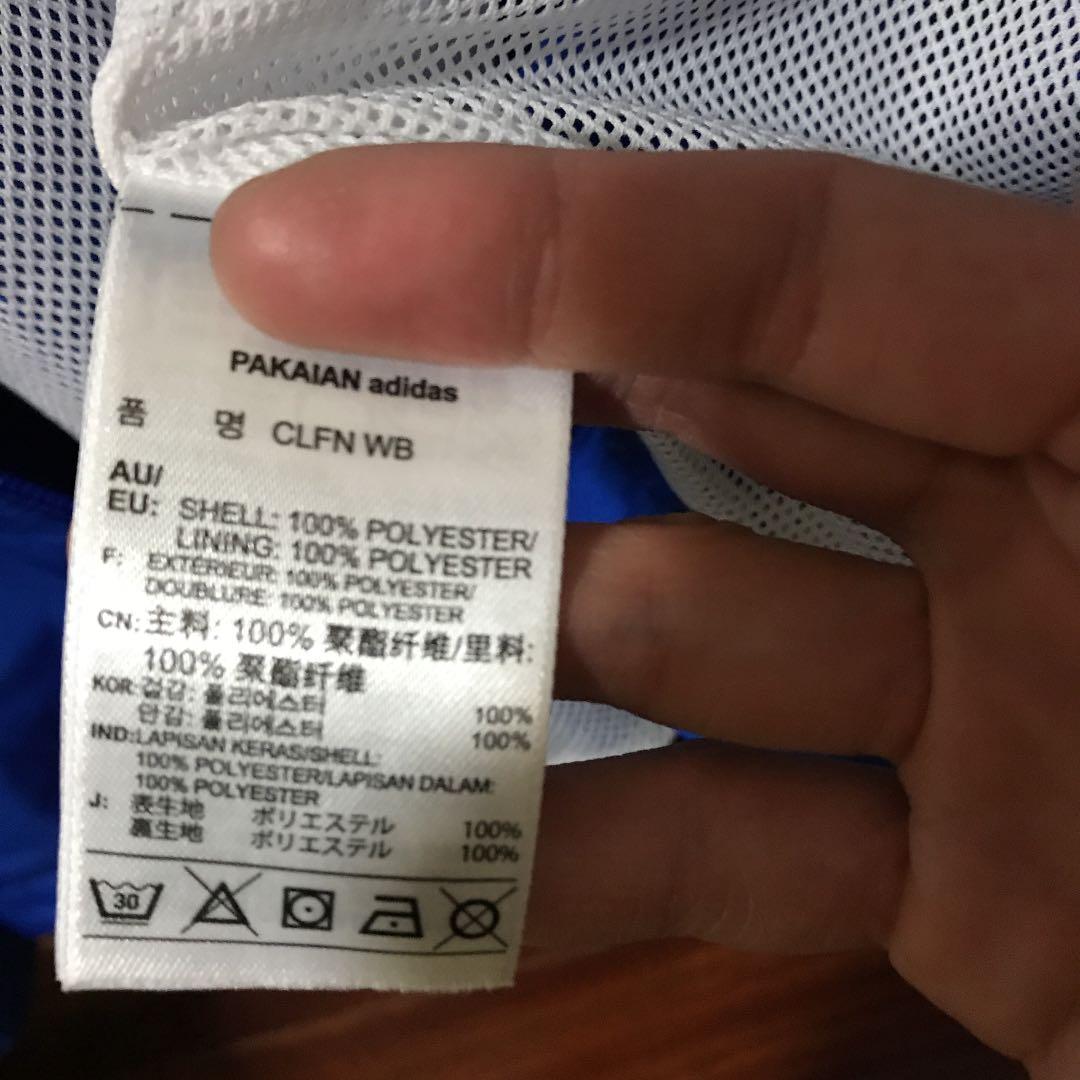 PAKAIAN adidas
품 명 CLFN WB
AU/
EU: SHELL: 100% POLYESTER/
LINING: 100% POLYESTER
F: EXTERIEUR: 100% POLYESTER/
DOUBLURE: 100% POLYESTER
CN: 主料: 100% 聚酯纤维/里料:
100% 聚酯纤维
KOR: 겉감: 폴리에스터 100%
안감: 폴리에스터 100%
IND: LAPISAN KERAS/SHELL:
100% POLYESTER/LAPISAN DALAM:
100% POLYESTER
J: 表生地 ポリエステル 100%
裏生地 ポリエステル 100%
30